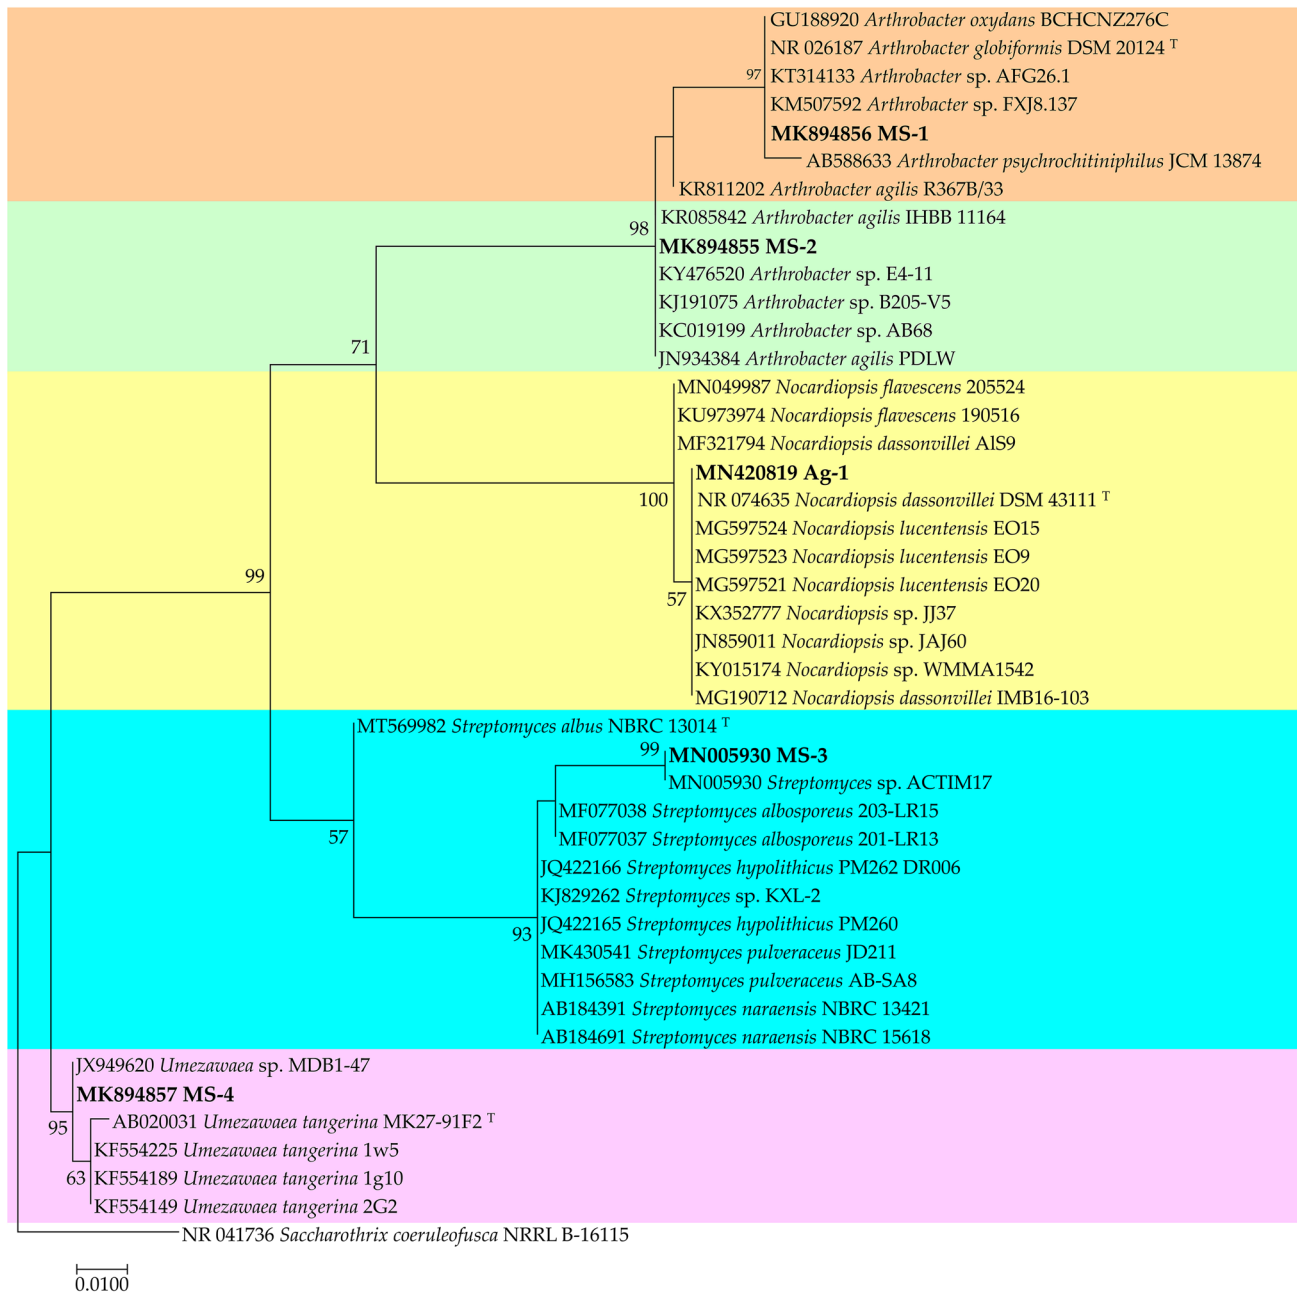 GU188920 Arthrobacter oxydans BCHCNZ276C
NR 026187 Arthrobacter globiformis DSM 20124 T
97
KT314133 Arthrobacter sp. AFG26.1
KM507592 Arthrobacter sp. FXJ8.137
MK894856 MS-1
AB588633 Arthrobacter psychrochitiniphilus JCM 13874
KR811202 Arthrobacter agilis R367B/33
KR085842 Arthrobacter agilis IHBB 11164
98
MK894855 MS-2
KY476520 Arthrobacter sp. E4-11
KJ191075 Arthrobacter sp. B205-V5
KC019199 Arthrobacter sp. AB68
71
JN934384 Arthrobacter agilis PDLW
MN049987 Nocardiopsis flavescens 205524
KU973974 Nocardiopsis flavescens 190516
MF321794 Nocardiopsis dassonvillei AlS9
MN420819 Ag-1
100
NR 074635 Nocardiopsis dassonvillei DSM 43111 T
MG597524 Nocardiopsis lucentensis EO15
MG597523 Nocardiopsis lucentensis EO9
99
MG597521 Nocardiopsis lucentensis EO20
57
KX352777 Nocardiopsis sp. JJ37
JN859011 Nocardiopsis sp. JAJ60
KY015174 Nocardiopsis sp. WMMA1542
MG190712 Nocardiopsis dassonvillei IMB16-103
MT569982 Streptomyces albus NBRC 13014 T
99
MN005930 MS-3
MN005930 Streptomyces sp. ACTIM17
MF077038 Streptomyces albosporeus 203-LR15
57
MF077037 Streptomyces albosporeus 201-LR13
JQ422166 Streptomyces hypolithicus PM262 DR006
KJ829262 Streptomyces sp. KXL-2
JQ422165 Streptomyces hypolithicus PM260
93
MK430541 Streptomyces pulveraceus JD211
MH156583 Streptomyces pulveraceus AB-SA8
AB184391 Streptomyces naraensis NBRC 13421
AB184691 Streptomyces naraensis NBRC 15618
JX949620 Umezawaea sp. MDB1-47
MK894857 MS-4
95
AB020031 Umezawaea tangerina MK27-91F2 T
KF554225 Umezawaea tangerina 1w5
63
KF554189 Umezawaea tangerina 1g10
KF554149 Umezawaea tangerina 2G2
NR 041736 Saccharothrix coeruleofusca NRRL B-16115
0.0100